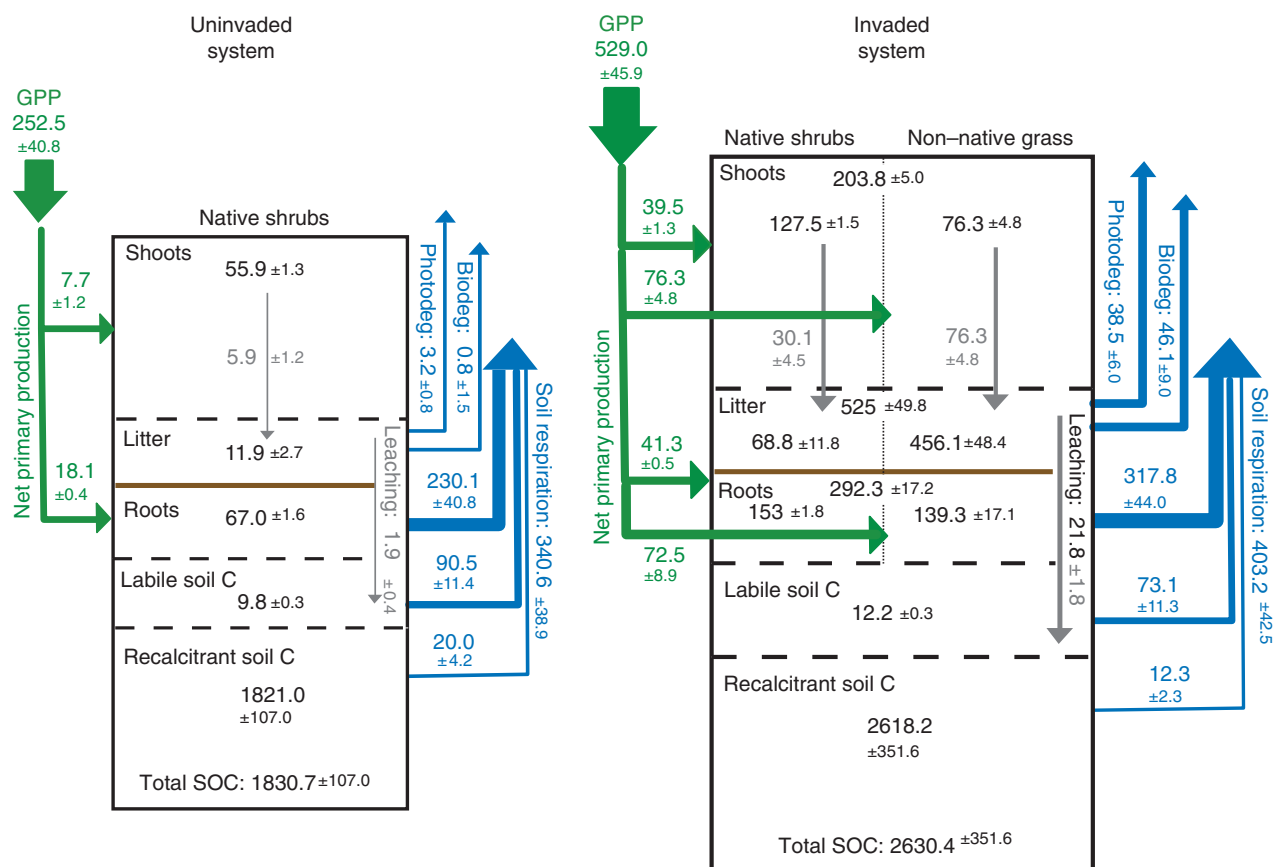 Uninvaded
system
GPP
252.5
±40.8
Native shrubs
Shoots
55.9 ±1.3
7.7
±1.2
5.9 ±1.2
Net primary production
18.1
±0.4
Litter
11.9 ±2.7
Roots
67.0 ±1.6
Labile soil C
9.8 ±0.3
Leaching: 1.9 ±0.4
Recalcitrant soil C
1821.0
±107.0
Total SOC: 1830.7 ±107.0
Photodeg: 3.2 ±0.8
Biodeg: 0.8 ±1.5
230.1
±40.8
90.5
±11.4
20.0
±4.2
Soil respiration: 340.6 ±38.9
Invaded
system
GPP
529.0
±45.9
Native shrubs
Non–native grass
Shoots
203.8 ±5.0
127.5 ±1.5
76.3 ±4.8
39.5
±1.3
76.3
±4.8
30.1
±4.5
76.3
±4.8
Net primary production
41.3
±0.5
72.5
±8.9
Litter
525 ±49.8
68.8 ±11.8
456.1 ±48.4
Roots
292.3 ±17.2
153 ±1.8
139.3 ±17.1
Labile soil C
12.2 ±0.3
Leaching: 21.8 ±1.8
Recalcitrant soil C
2618.2
±351.6
Total SOC: 2630.4 ±351.6
Photodeg: 38.5 ±6.0
Biodeg: 46.1 ±9.0
317.8
±44.0
73.1
±11.3
12.3
±2.3
Soil respiration: 403.2 ±42.5